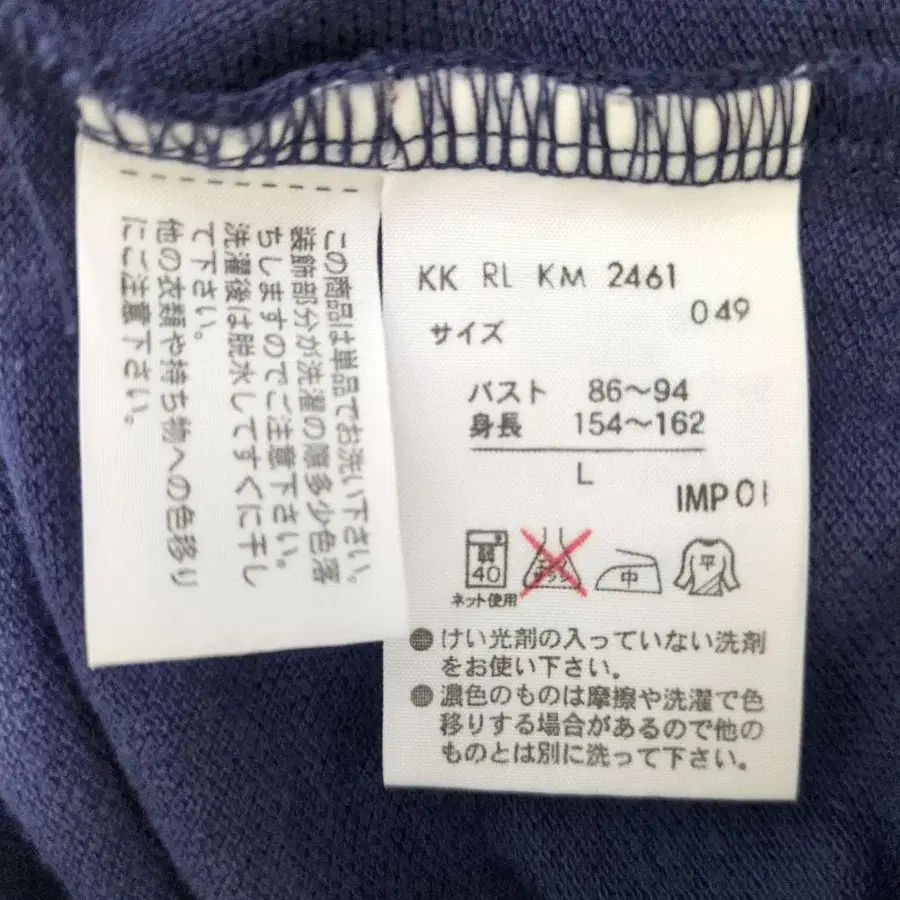 この商品は単品でお洗い下さい。
装飾部分が洗濯の際多少色落
ちしますのでご注意下さい。
洗濯後は脱水してすぐに干し
て下さい。
他の衣類や持ち物への色移り
にご注意下さい。
KK RL KM 2461
049
サイズ
バスト 86～94
身長 154～162
L
IMP 01
弱
40
ネット使用
中
平
●けい光剤の入っていない洗剤
をお使い下さい。
●濃色のものは摩擦や洗濯で色
移りする場合があるので他の
ものとは別に洗って下さい。